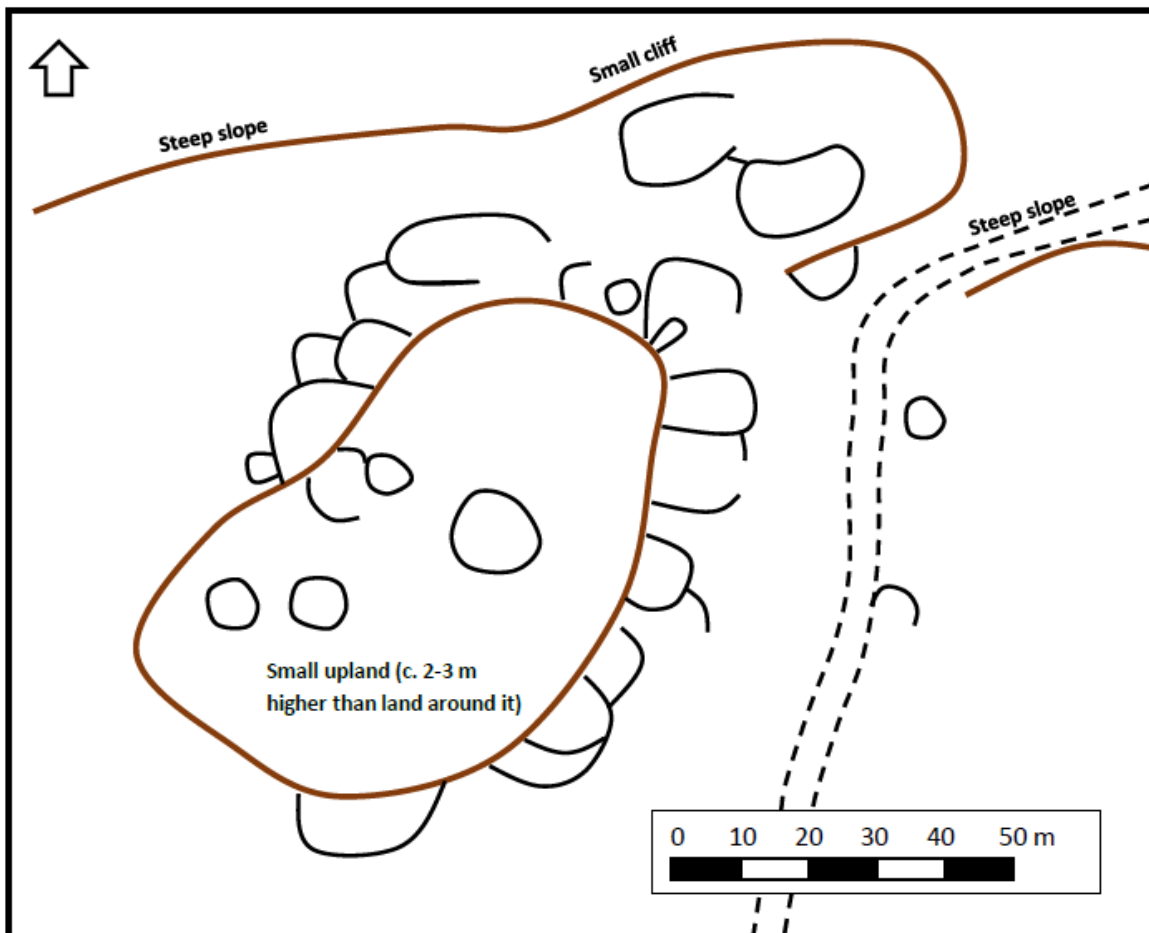 Small cliff
Steep slope
Steep slope
Small upland (c. 2-3 m
higher than land around it)
0 10 20 30 40 50 m